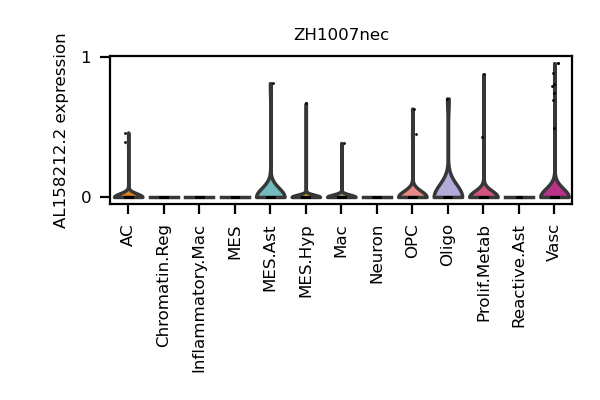 ZH1007nec
AL158212.2 expression
1
0
AC
Chromatin.Reg
Inflammatory.Mac
MES
MES.Ast
MES.Hyp
Mac
Neuron
OPC
Oligo
Prolif.Metab
Reactive.Ast
Vasc